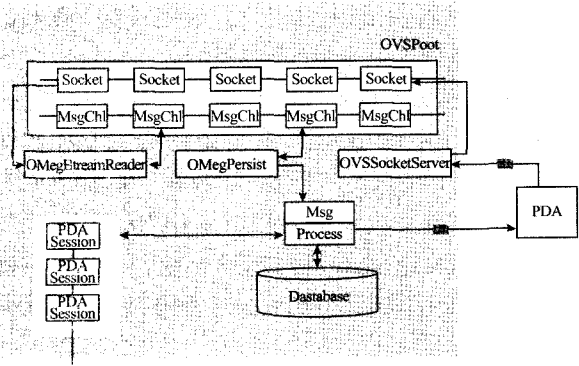 OVSPoot
Socket Socket Socket Socket Socket
MsgChl MsgChl MsgChl MsgChl MsgChl
OMegEtreamReader OMegPersist OVSSocketServer
PDA
Msg
Process
PDA
Session
PDA
Session
PDA
Session
Dastabase